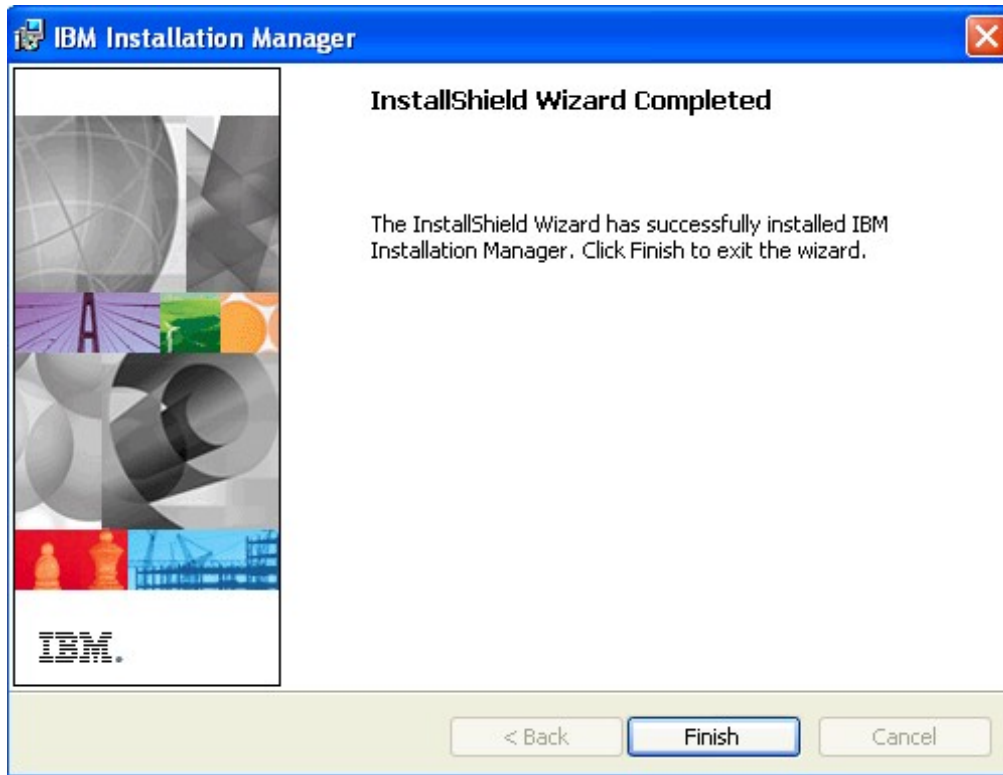 IBM Installation Manager
InstallShield Wizard Completed
The InstallShield Wizard has successfully installed IBM
Installation Manager. Click Finish to exit the wizard.
IBM.
< Back
Finish
Cancel